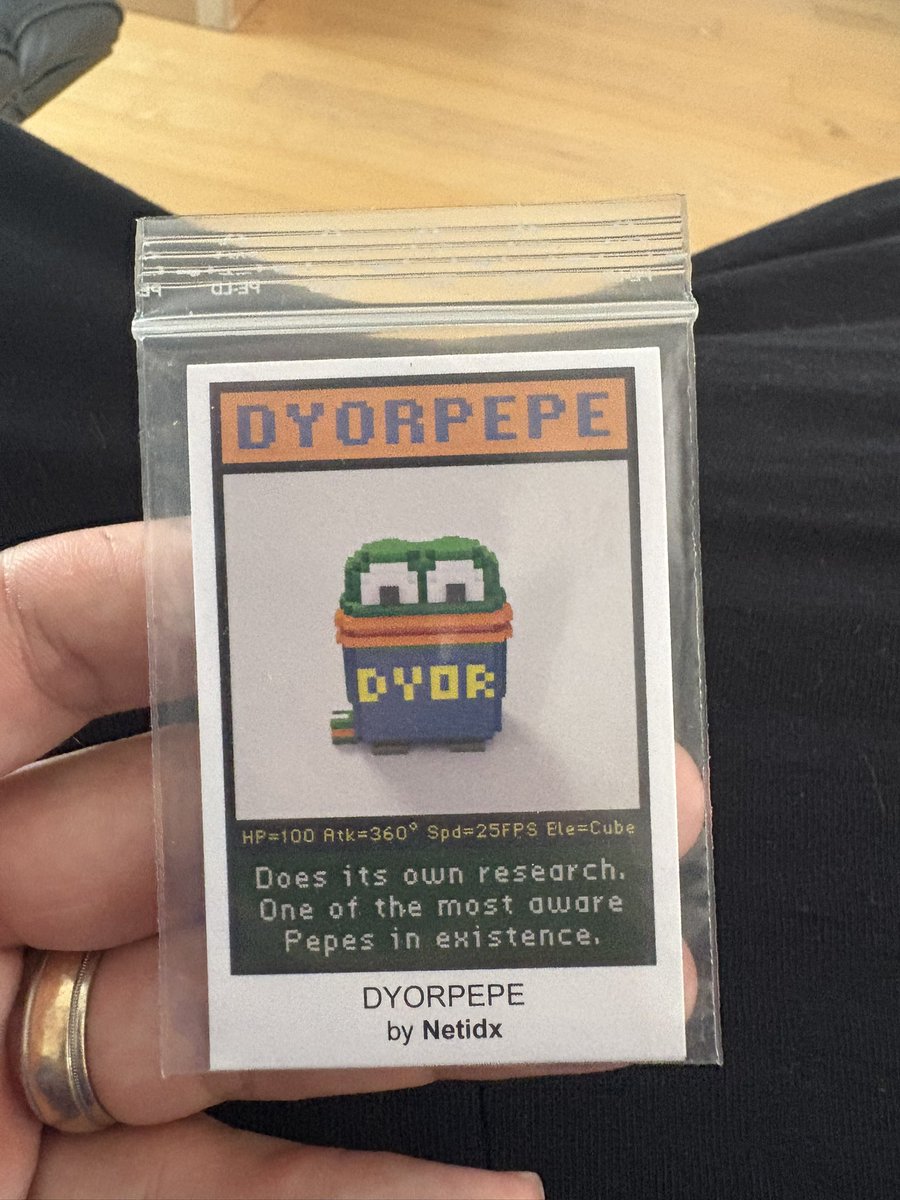 DYORPEPE
DYOR
HP=100 Atk=360° Spd=25FPS Ele=Cube
Does its own research.
One of the most aware
Pepes in existence.
DYORPEPE
by Netidx